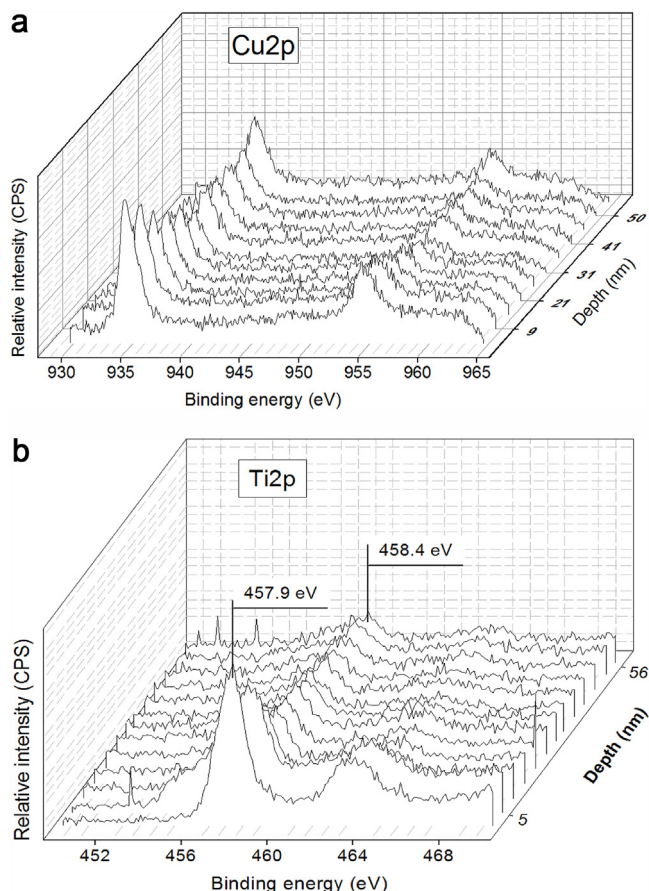 a
Cu2p
Relative intensity (CPS)
930 935 940 945 950 955 960 965
Binding energy (eV)
9 21 31 41 50
Depth (nm)
b
Ti2p
458.4 eV
457.9 eV
Relative intensity (CPS)
452 456 460 464 468
Binding energy (eV)
5 56
Depth (nm)